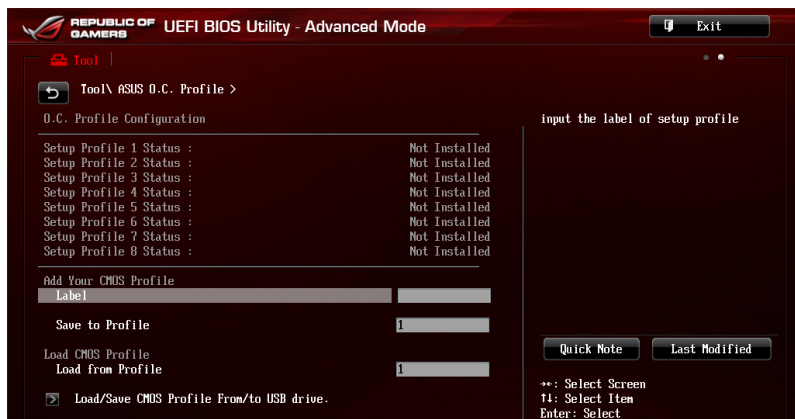 REPUBLIC OF GAMERS UEFI BIOS Utility - Advanced Mode
Exit
Tool
Tool\ ASUS O.C. Profile >
O.C. Profile Configuration
input the label of setup profile
Setup Profile 1 Status : Not Installed
Setup Profile 2 Status : Not Installed
Setup Profile 3 Status : Not Installed
Setup Profile 4 Status : Not Installed
Setup Profile 5 Status : Not Installed
Setup Profile 6 Status : Not Installed
Setup Profile 7 Status : Not Installed
Setup Profile 8 Status : Not Installed
Add Your CMOS Profile
Label
Save to Profile 1
Load CMOS Profile
Load from Profile 1
Load/Save CMOS Profile From/to USB drive.
Quick Note Last Modified
→←: Select Screen
↑↓: Select Item
Enter: Select